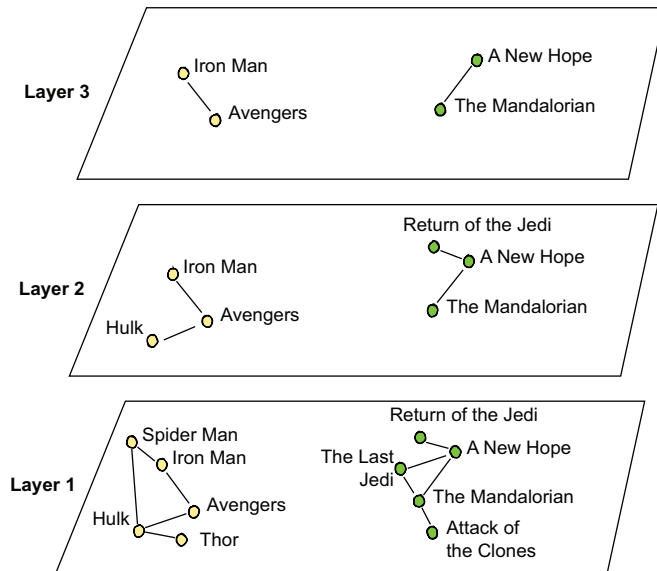 Layer 3
Iron Man
Avengers
A New Hope
The Mandalorian
Layer 2
Iron Man
Hulk
Avengers
Return of the Jedi
A New Hope
The Mandalorian
Layer 1
Spider Man
Iron Man
Avengers
Hulk
Thor
Return of the Jedi
A New Hope
The Last
Jedi
The Mandalorian
Attack of
the Clones